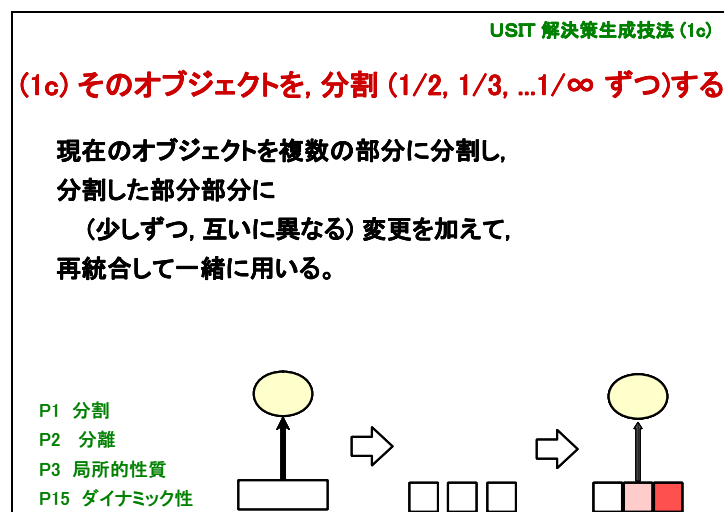 USIT 解決策生成技法 (1c)
(1c) そのオブジェクトを, 分割 (1/2, 1/3, ...1/∞ ずつ)する
現在のオブジェクトを複数の部分に分割し,
分割した部分部分に
(少しずつ, 互いに異なる) 変更を加えて,
再統合して一緒に用いる。
P1 分割
P2 分離
P3 局所的性質
P15 ダイナミック性